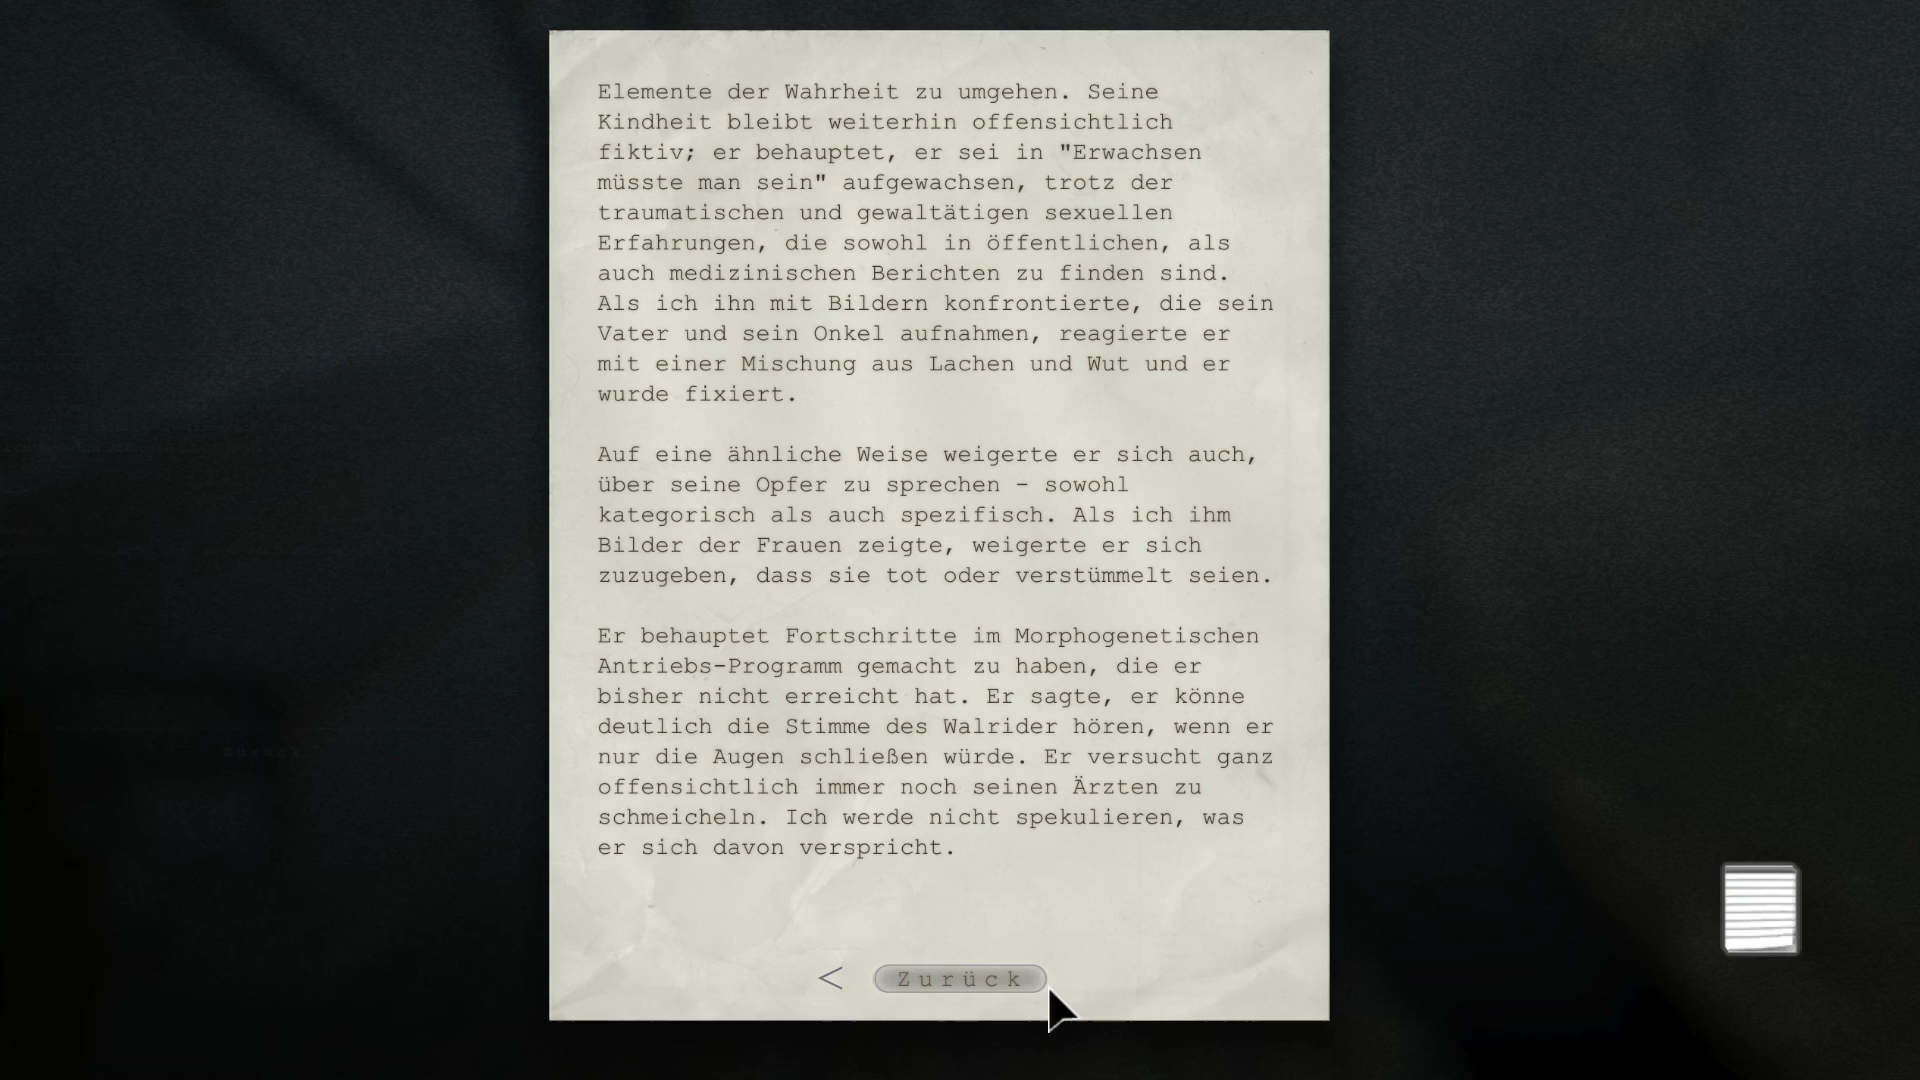 Elemente der Wahrheit zu umgehen. Seine
Kindheit bleibt weiterhin offensichtlich
fiktiv; er behauptet, er sei in "Erwachsen
müsste man sein" aufgewachsen, trotz der
traumatischen und gewaltätigen sexuellen
Erfahrungen, die sowohl in öffentlichen, als
auch medizinischen Berichten zu finden sind.
Als ich ihn mit Bildern konfrontierte, die sein
Vater und sein Onkel aufnahmen, reagierte er
mit einer Mischung aus Lachen und Wut und er
wurde fixiert.
Auf eine ähnliche Weise weigerte er sich auch,
über seine Opfer zu sprechen - sowohl
kategorisch als auch spezifisch. Als ich ihm
Bilder der Frauen zeigte, weigerte er sich
zuzugeben, dass sie tot oder verstümmelt seien.
Er behauptet Fortschritte im Morphogenetischen
Antriebs-Programm gemacht zu haben, die er
bisher nicht erreicht hat. Er sagte, er könne
deutlich die Stimme des Walrider hören, wenn er
nur die Augen schließen würde. Er versucht ganz
offensichtlich immer noch seinen Ärzten zu
schmeicheln. Ich werde nicht spekulieren, was
er sich davon verspricht.
Zurück
< Zurück